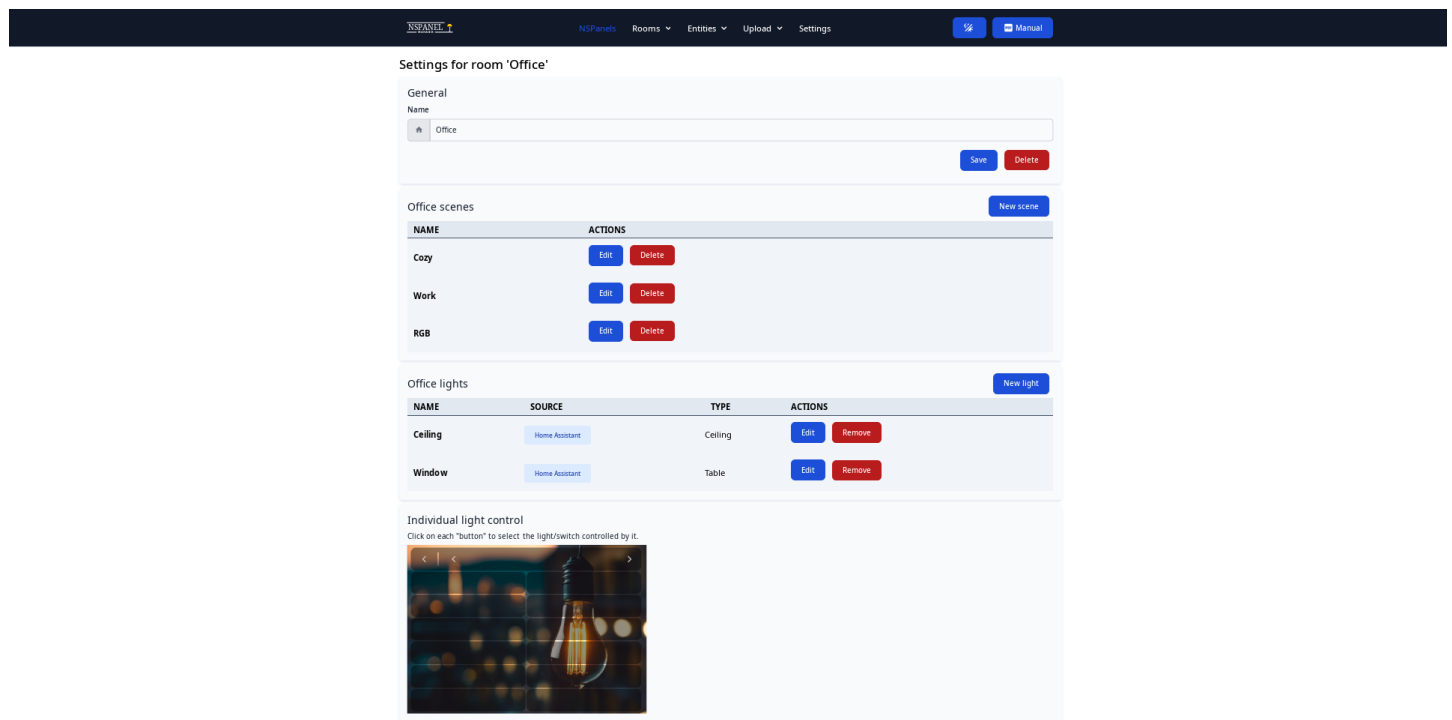 NSPANEL
MANAGER
NSPanels Rooms Entities Upload Settings Manual
Settings for room 'Office'
General
Name
Office
Save Delete
Office scenes New scene
NAME ACTIONS
Cozy Edit Delete
Work Edit Delete
RGB Edit Delete
Office lights New light
NAME SOURCE TYPE ACTIONS
Ceiling Home Assistant Ceiling Edit Remove
Window Home Assistant Table Edit Remove
Individual light control
Click on each "button" to select the light/switch controlled by it.